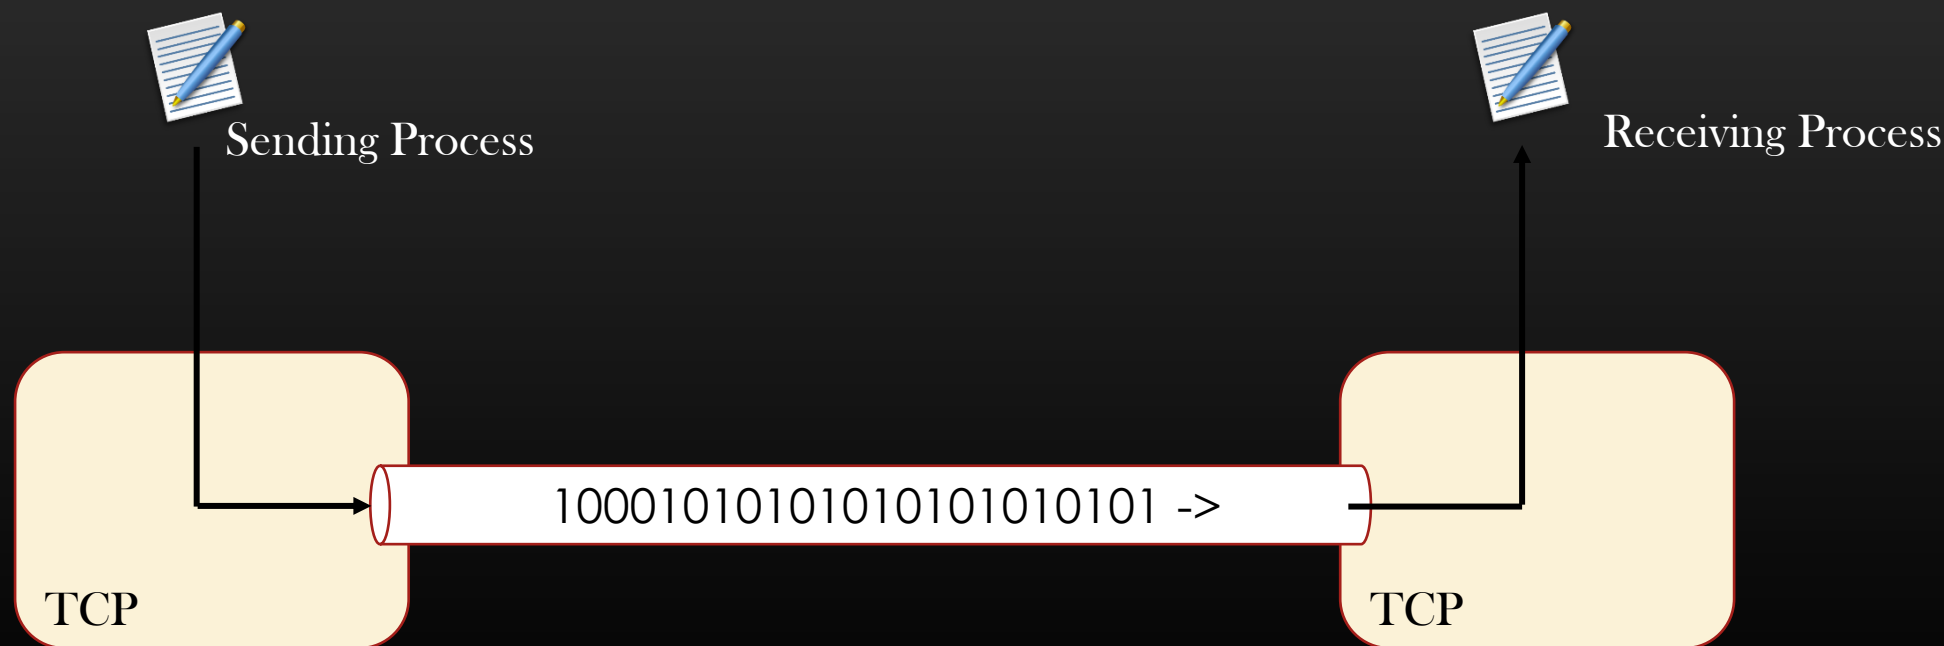 Sending Process
Receiving Process
10001010101010101010101 ->
TCP
TCP